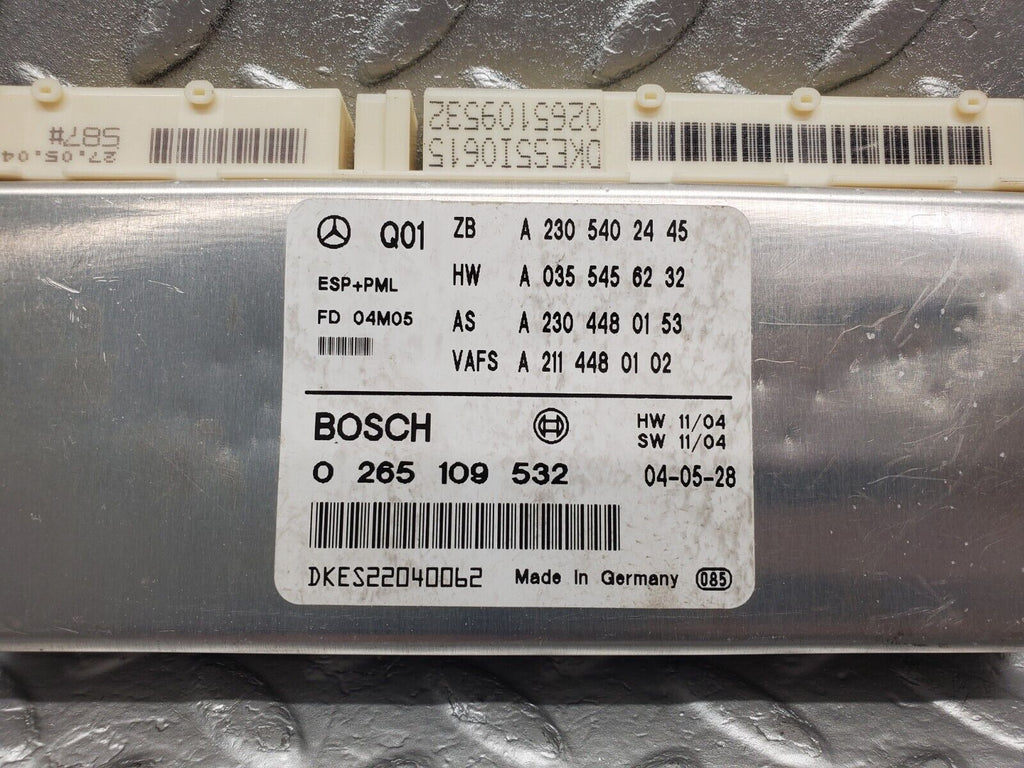 27.05.04
587#
0265109532
DKE65I0615
Q01
ESP+PML
FD 04M05
ZB A 230 540 24 45
HW A 035 545 62 32
AS A 230 448 01 53
VAFS A 211 448 01 02
BOSCH
HW 11/04
SW 11/04
0 265 109 532
04-05-28
DKES22040062
Made In Germany 085